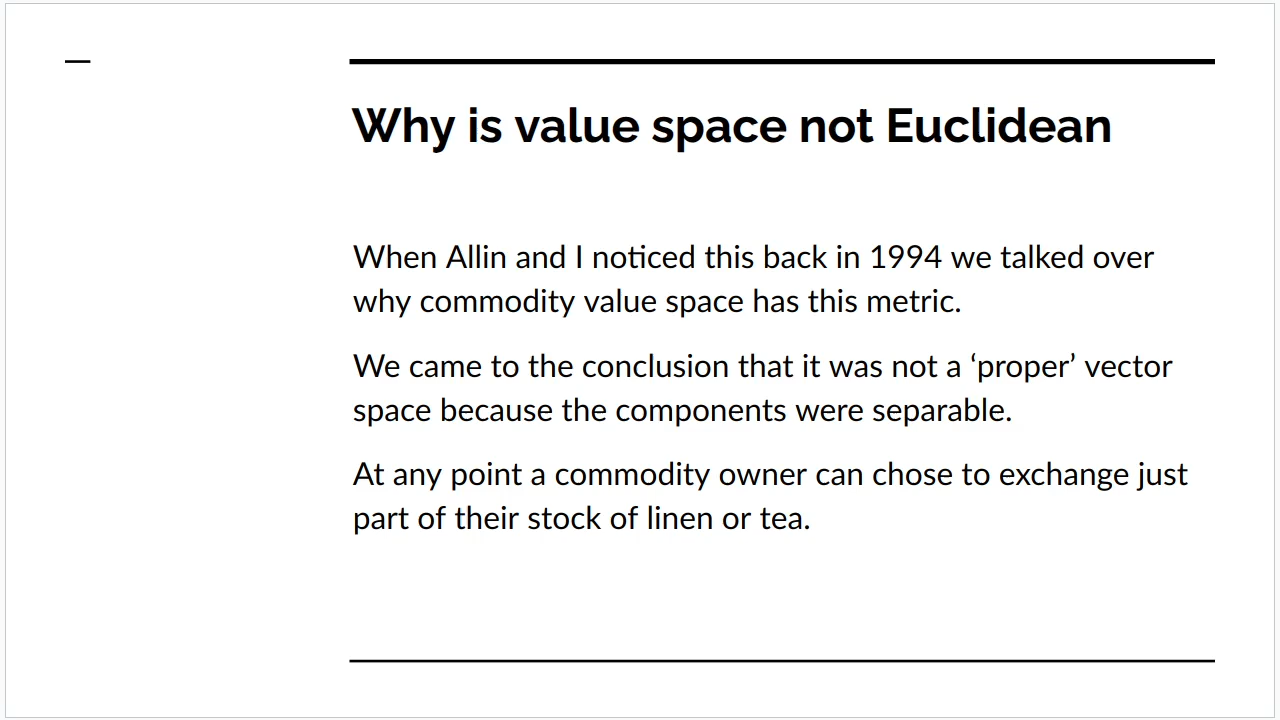 Why is value space not Euclidean
When Allin and I noticed this back in 1994 we talked over
why commodity value space has this metric.
We came to the conclusion that it was not a ‘proper’ vector
space because the components were separable.
At any point a commodity owner can chose to exchange just
part of their stock of linen or tea.